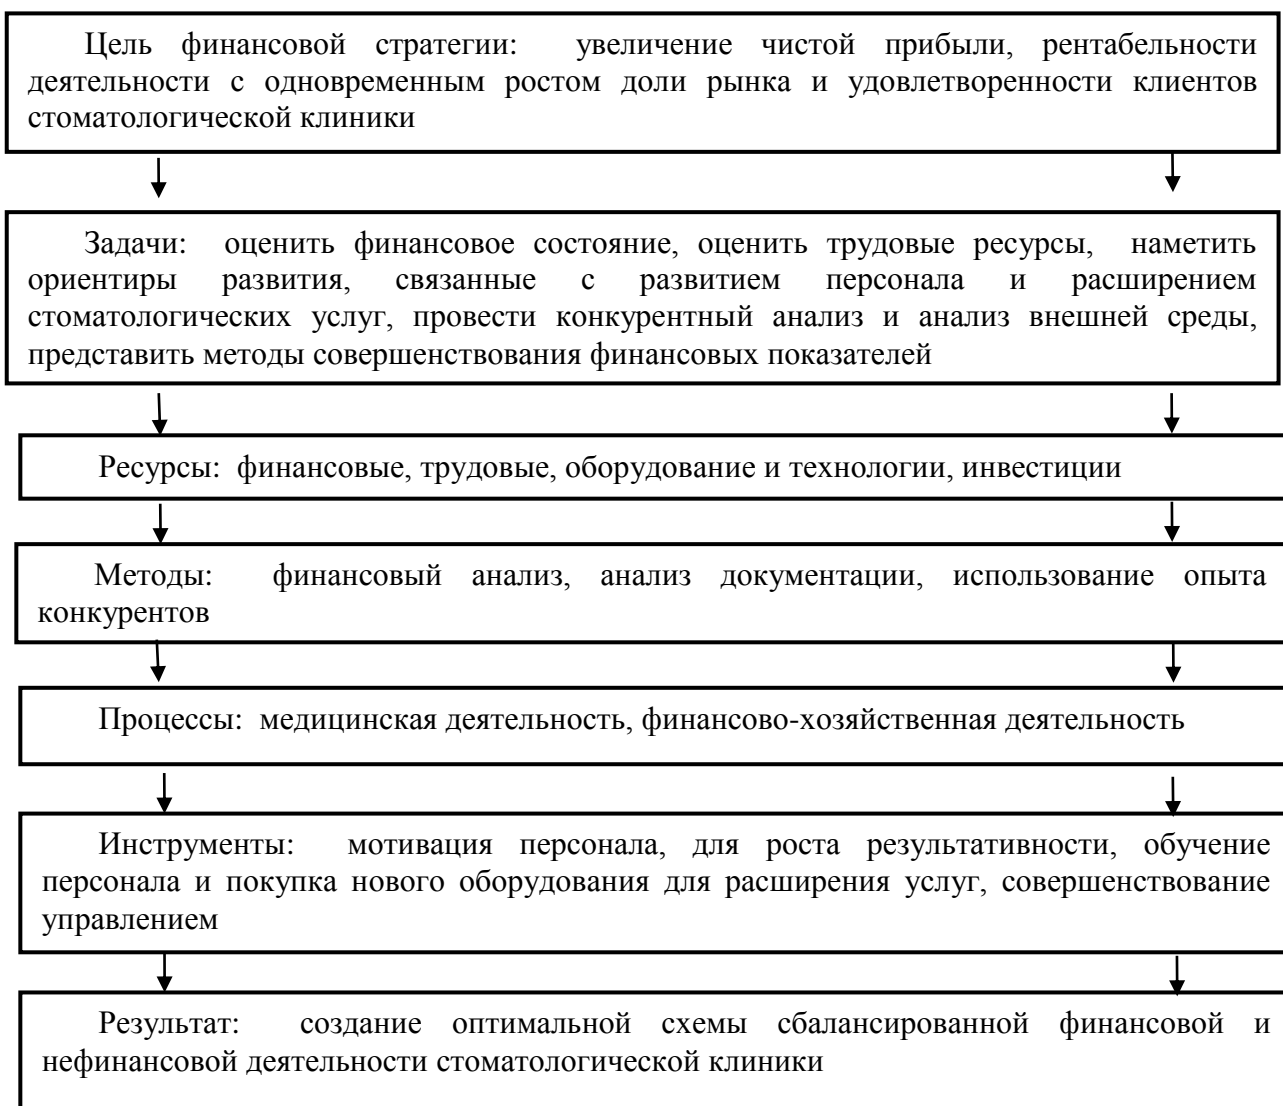 Цель финансовой стратегии: увеличение чистой прибыли, рентабельности
деятельности с одновременным ростом доли рынка и удовлетворенности клиентов
стоматологической клиники
Задачи: оценить финансовое состояние, оценить трудовые ресурсы, наметить
ориентиры развития, связанные с развитием персонала и расширением
стоматологических услуг, провести конкурентный анализ и анализ внешней среды,
представить методы совершенствования финансовых показателей
Ресурсы: финансовые, трудовые, оборудование и технологии, инвестиции
Методы: финансовый анализ, анализ документации, использование опыта
конкурентов
Процессы: медицинская деятельность, финансово-хозяйственная деятельность
Инструменты: мотивация персонала, для роста результативности, обучение
персонала и покупка нового оборудования для расширения услуг, совершенствование
управлением
Результат: создание оптимальной схемы сбалансированной финансовой и
нефинансовой деятельности стоматологической клиники